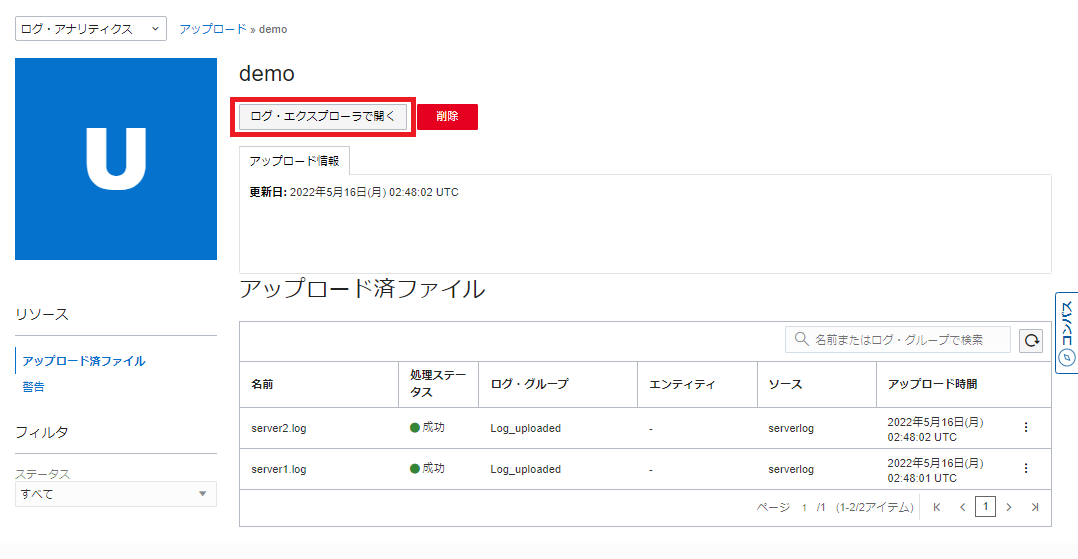 ログ・アナリティクス アップロード » demo
U
demo
ログ・エクスプローラで開く 削除
アップロード情報
更新日: 2022年5月16日(月) 02:48:02 UTC
アップロード済ファイル
リソース
アップロード済ファイル
警告
フィルタ
ステータス
すべて
名前またはログ・グループで検索
名前 処理ステー
タス ログ・グループ エンティティ ソース アップロード時間
server2.log 成功 Log_uploaded - serverlog 2022年5月16日(月)
02:48:02 UTC
server1.log 成功 Log_uploaded - serverlog 2022年5月16日(月)
02:48:01 UTC
ページ 1 /1 (1-2/2アイテム) 1
コンパス